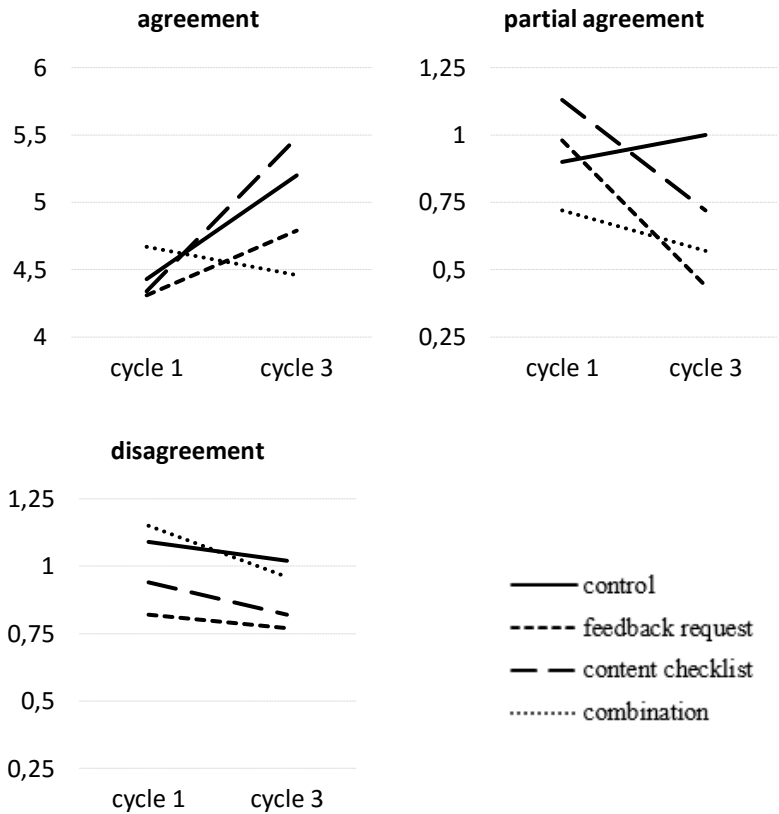 agreement
6
5,5
5
4,5
4
cycle 1 cycle 3
partial agreement
1,25
1
0,75
0,5
0,25
cycle 1 cycle 3
disagreement
1,25
1
0,75
0,5
0,25
cycle 1 cycle 3
control
feedback request
content checklist
combination